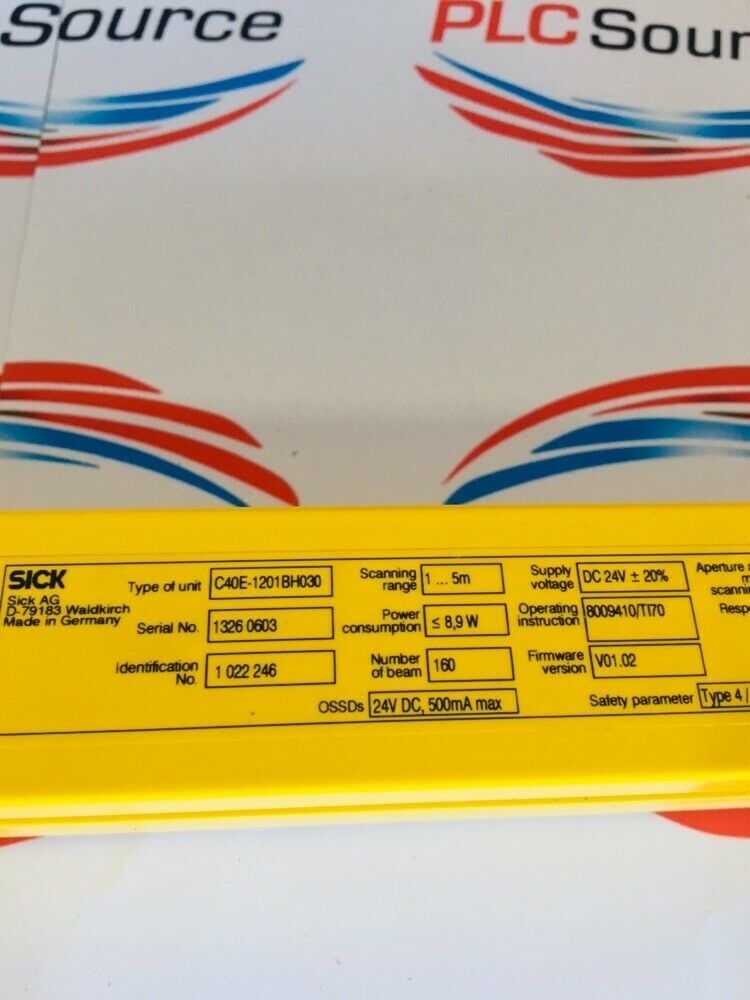 Source
PLC Sour
SICK
Sick AG
D-79183 Waldkirch
Made in Germany
Type of unit C40E-1201BH030
Serial No. 1326 0603
Identification No. 1 022 246
Scanning range 1 ... 5m
Power consumption ≤ 8,9 W
Number of beam 160
OSSDs 24V DC, 500mA max
Supply voltage DC 24V ± 20%
Operating instruction 8009410/TI70
Firmware version V01.02
Safety parameter Type 4 /
Aperture
m
scannin
Resp